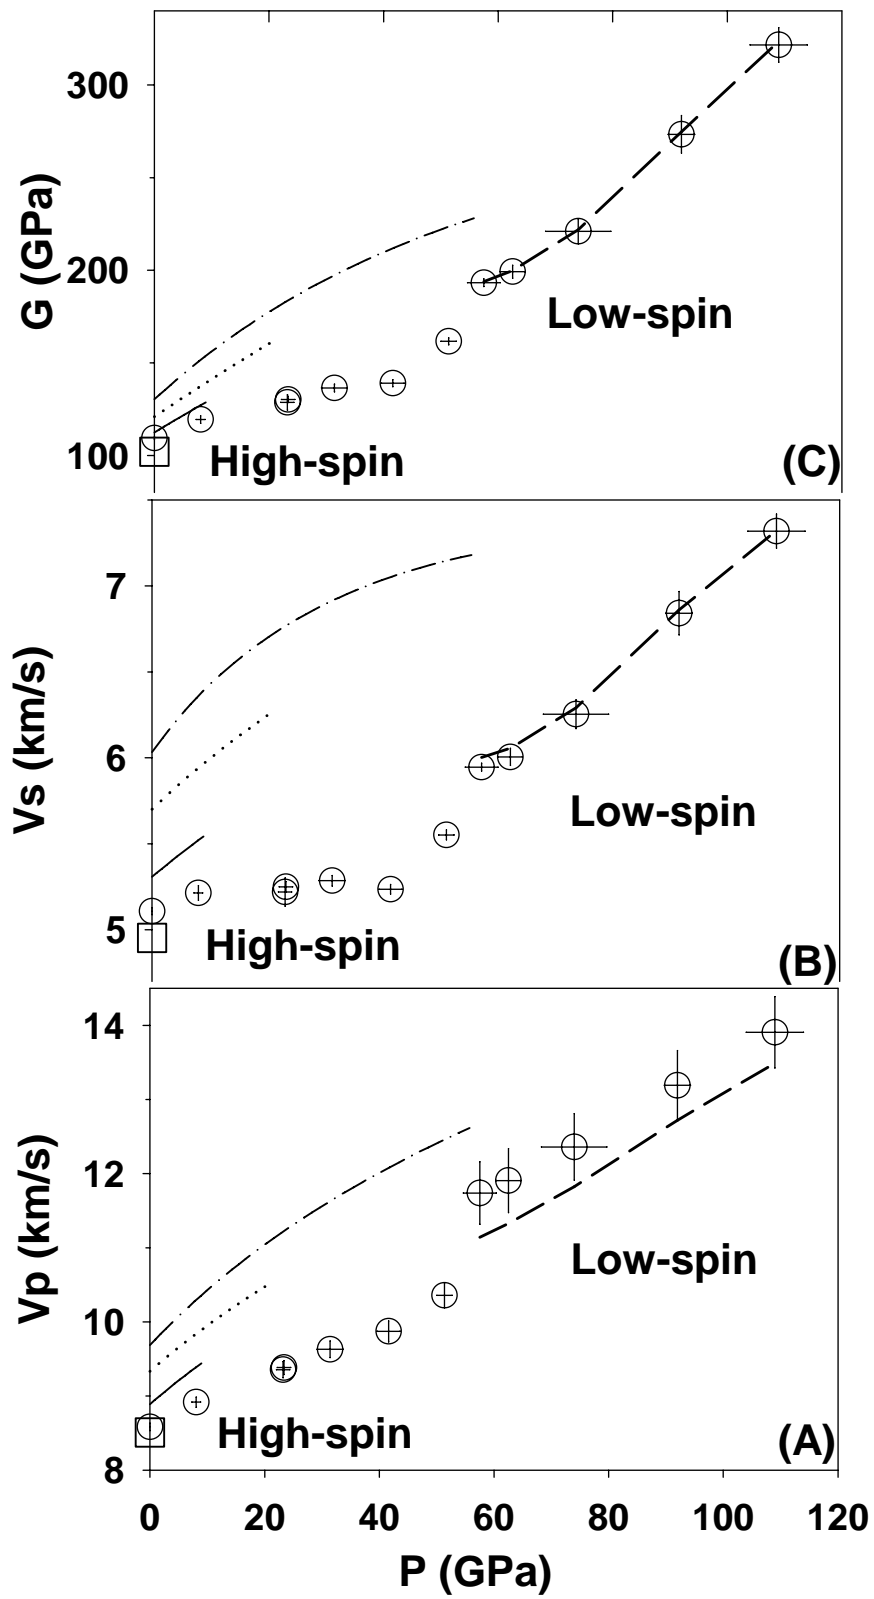 300
200
100
G (GPa)
Low-spin
High-spin
(C)
7
6
5
Vs (km/s)
Low-spin
High-spin
(B)
14
12
10
8
Vp (km/s)
Low-spin
High-spin
(A)
0 20 40 60 80 100 120
P (GPa)